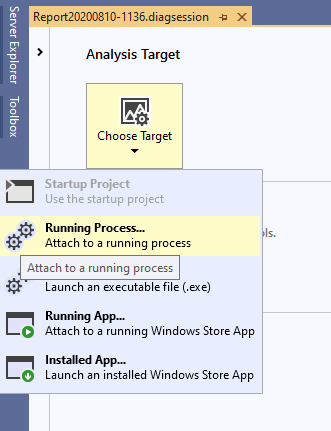 Report20200810-1136.diagsession
Server Explorer
Toolbox
Analysis Target
Choose Target
Startup Project
Use the startup project
Running Process...
Attach to a running process
ols.
Attach to a running process
Launch an executable file (.exe)
Running App...
Attach to a running Windows Store App
Installed App...
Launch an installed Windows Store App